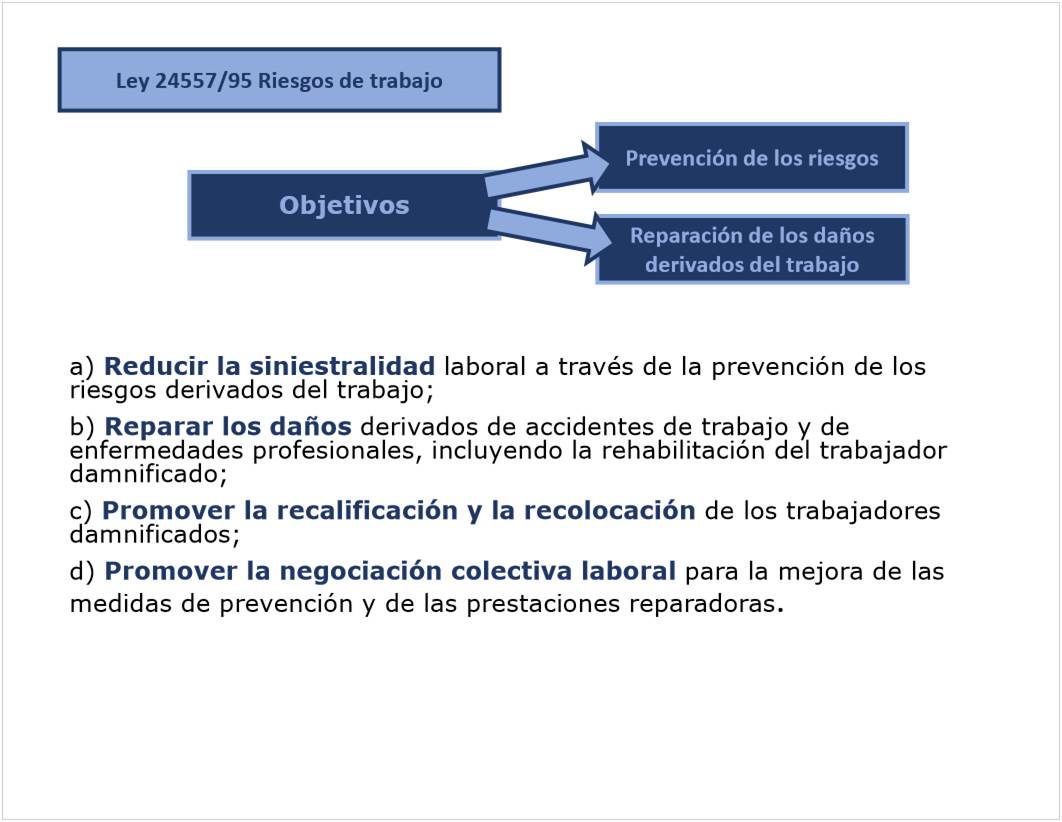 Ley 24557/95 Riesgos de trabajo
Prevención de los riesgos
Objetivos
Reparación de los daños
derivados del trabajo
a) Reducir la siniestralidad laboral a través de la prevención de los
riesgos derivados del trabajo;
b) Reparar los daños derivados de accidentes de trabajo y de
enfermedades profesionales, incluyendo la rehabilitación del trabajador
damnificado;
c) Promover la recalificación y la recolocación de los trabajadores
damnificados;
d) Promover la negociación colectiva laboral para la mejora de las
medidas de prevención y de las prestaciones reparadoras.